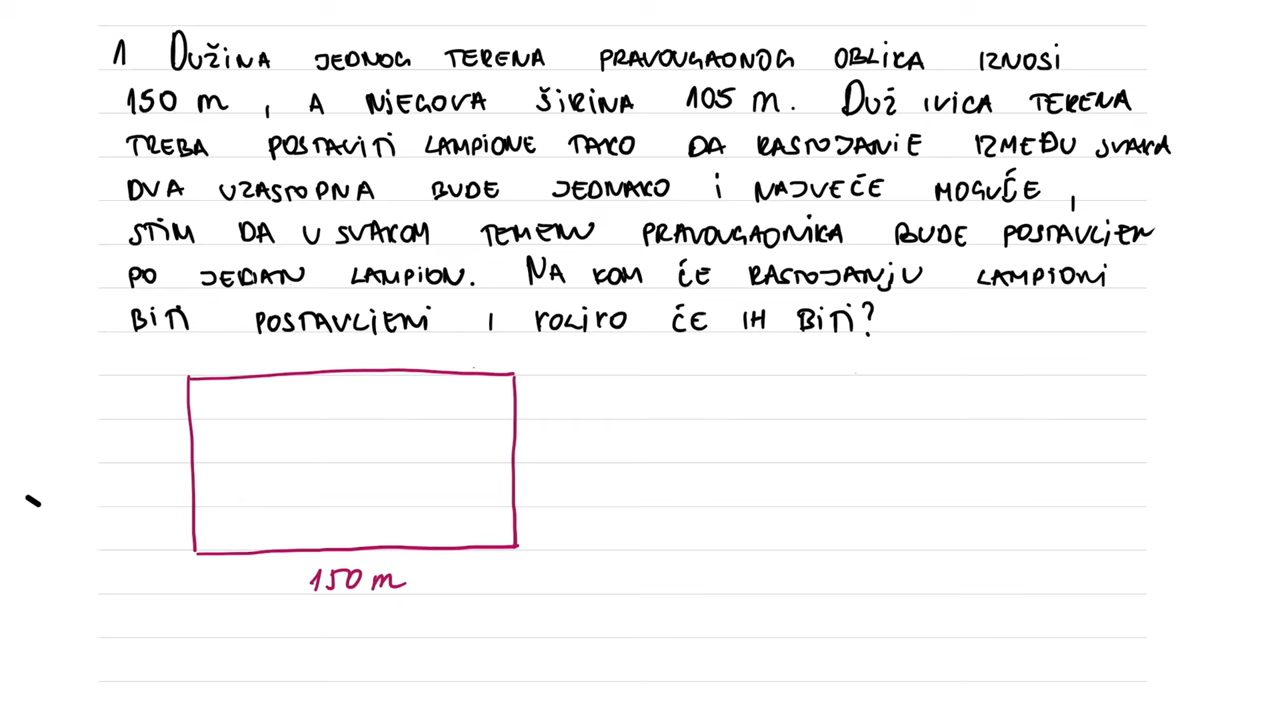 1 DUŽINA JEDNOG TERENA PRAVOUGAONOG OBLIKA IZNOSI
150 m , A NJEGOVA ŠIRINA 105 m. DUŽ IVICA TERENA
TREBA POSTAVITI LAMPIONE TAKO DA RASTOJANJE IZMEĐU SVAKA
DVA UZASTOPNA BUDE JEDNAKO I NAJVEĆE MOGUĆE ,
STIM DA U SVAKOM TEMENU PRAVOUGAONIKA BUDE POSTAVLJEN
PO JEDAN LAMPION. NA KOM ĆE RASTOJANJU LAMPIONI
BITI POSTAVLJENI I KOLIKO ĆE IH BITI?
150 m